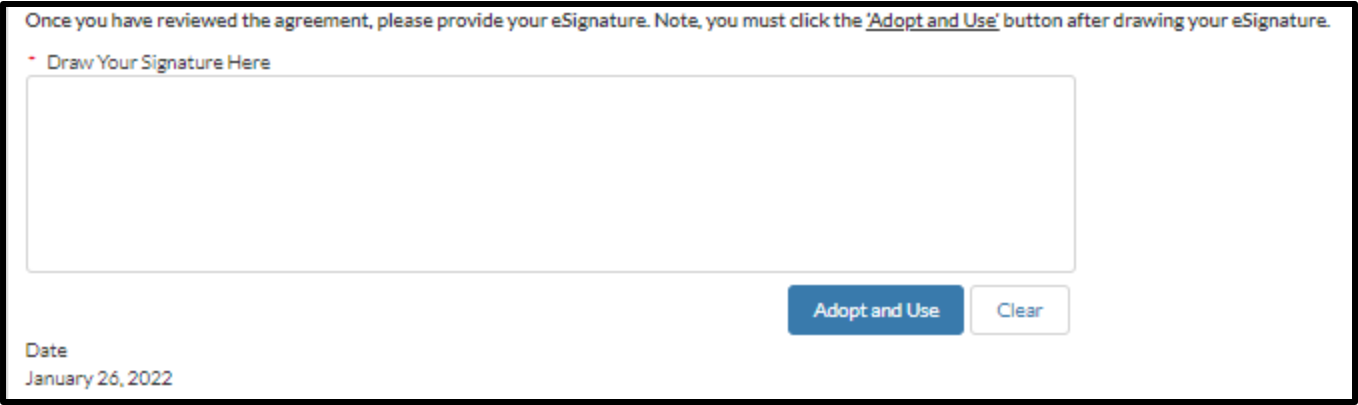 Once you have reviewed the agreement, please provide your eSignature. Note, you must click the 'Adopt and Use' button after drawing your eSignature.
* Draw Your Signature Here
Adopt and Use
Clear
Date
January 26, 2022